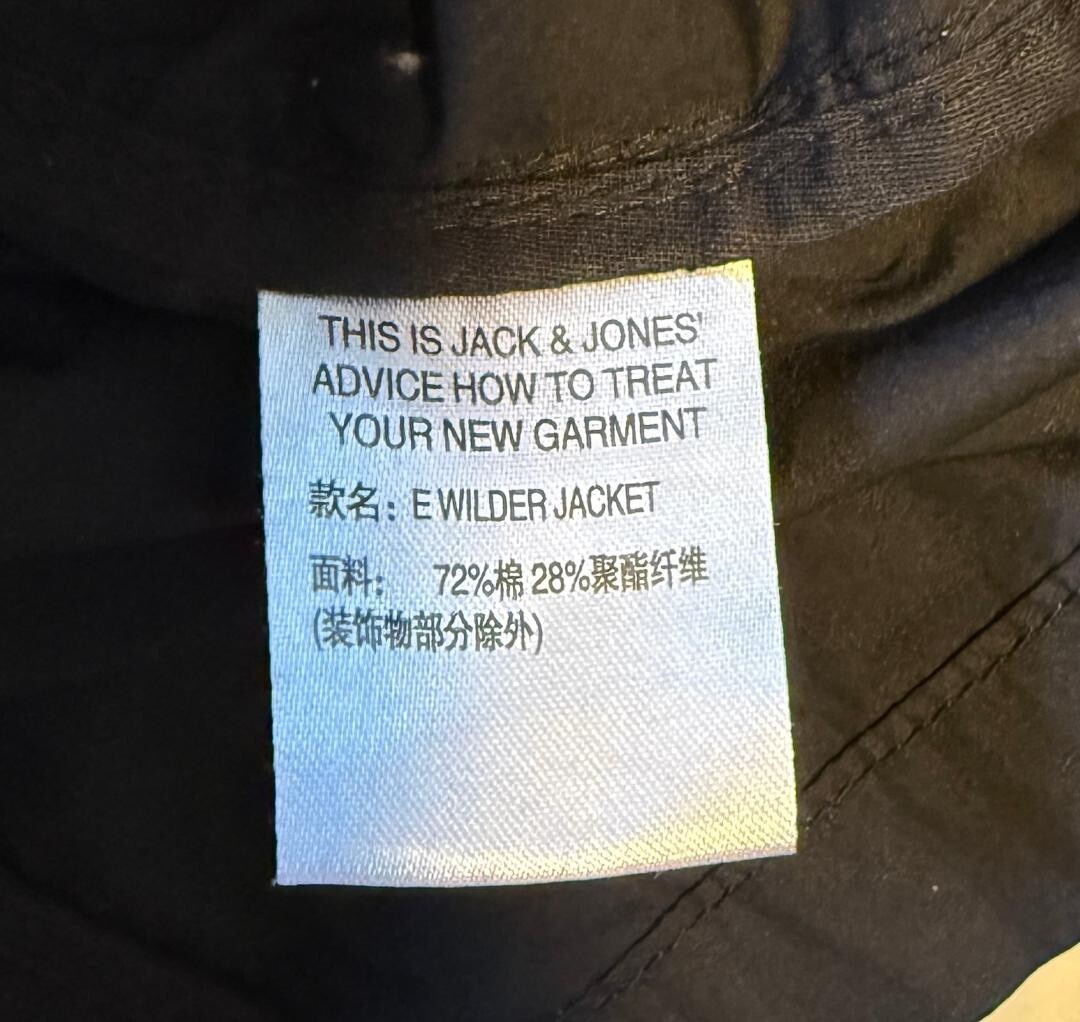 THIS IS JACK & JONES'
ADVICE HOW TO TREAT
YOUR NEW GARMENT
款名: E WILDER JACKET
面料: 72%棉 28%聚酯纤维
(装饰物部分除外)